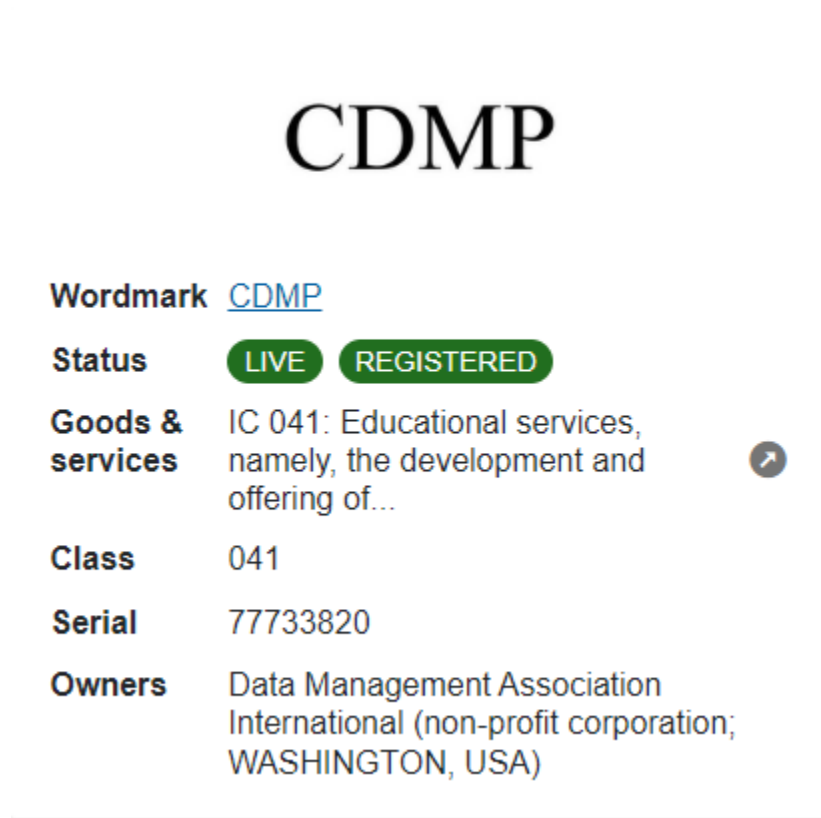 CDMP
Wordmark CDMP
Status LIVE REGISTERED
Goods & services IC 041: Educational services,
namely, the development and
offering of...
Class 041
Serial 77733820
Owners Data Management Association
International (non-profit corporation;
WASHINGTON, USA)